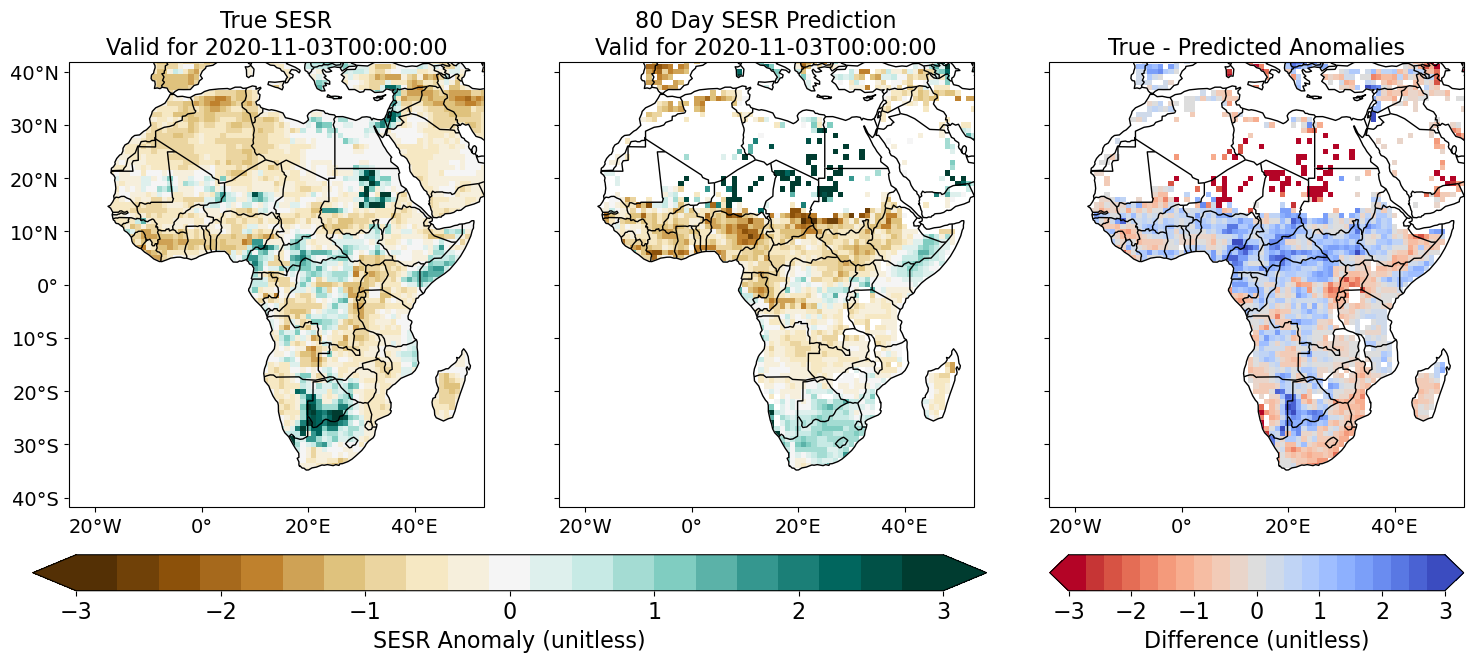 True SESR
Valid for 2020-11-03T00:00:00
80 Day SESR Prediction
Valid for 2020-11-03T00:00:00
True - Predicted Anomalies
40°N
30°N
20°N
10°N
0°
10°S
20°S
30°S
40°S
20°W 0° 20°E 40°E
20°W 0° 20°E 40°E
20°W 0° 20°E 40°E
−3 −2 −1 0 1 2 3
SESR Anomaly (unitless)
−3 −2 −1 0 1 2 3
Difference (unitless)